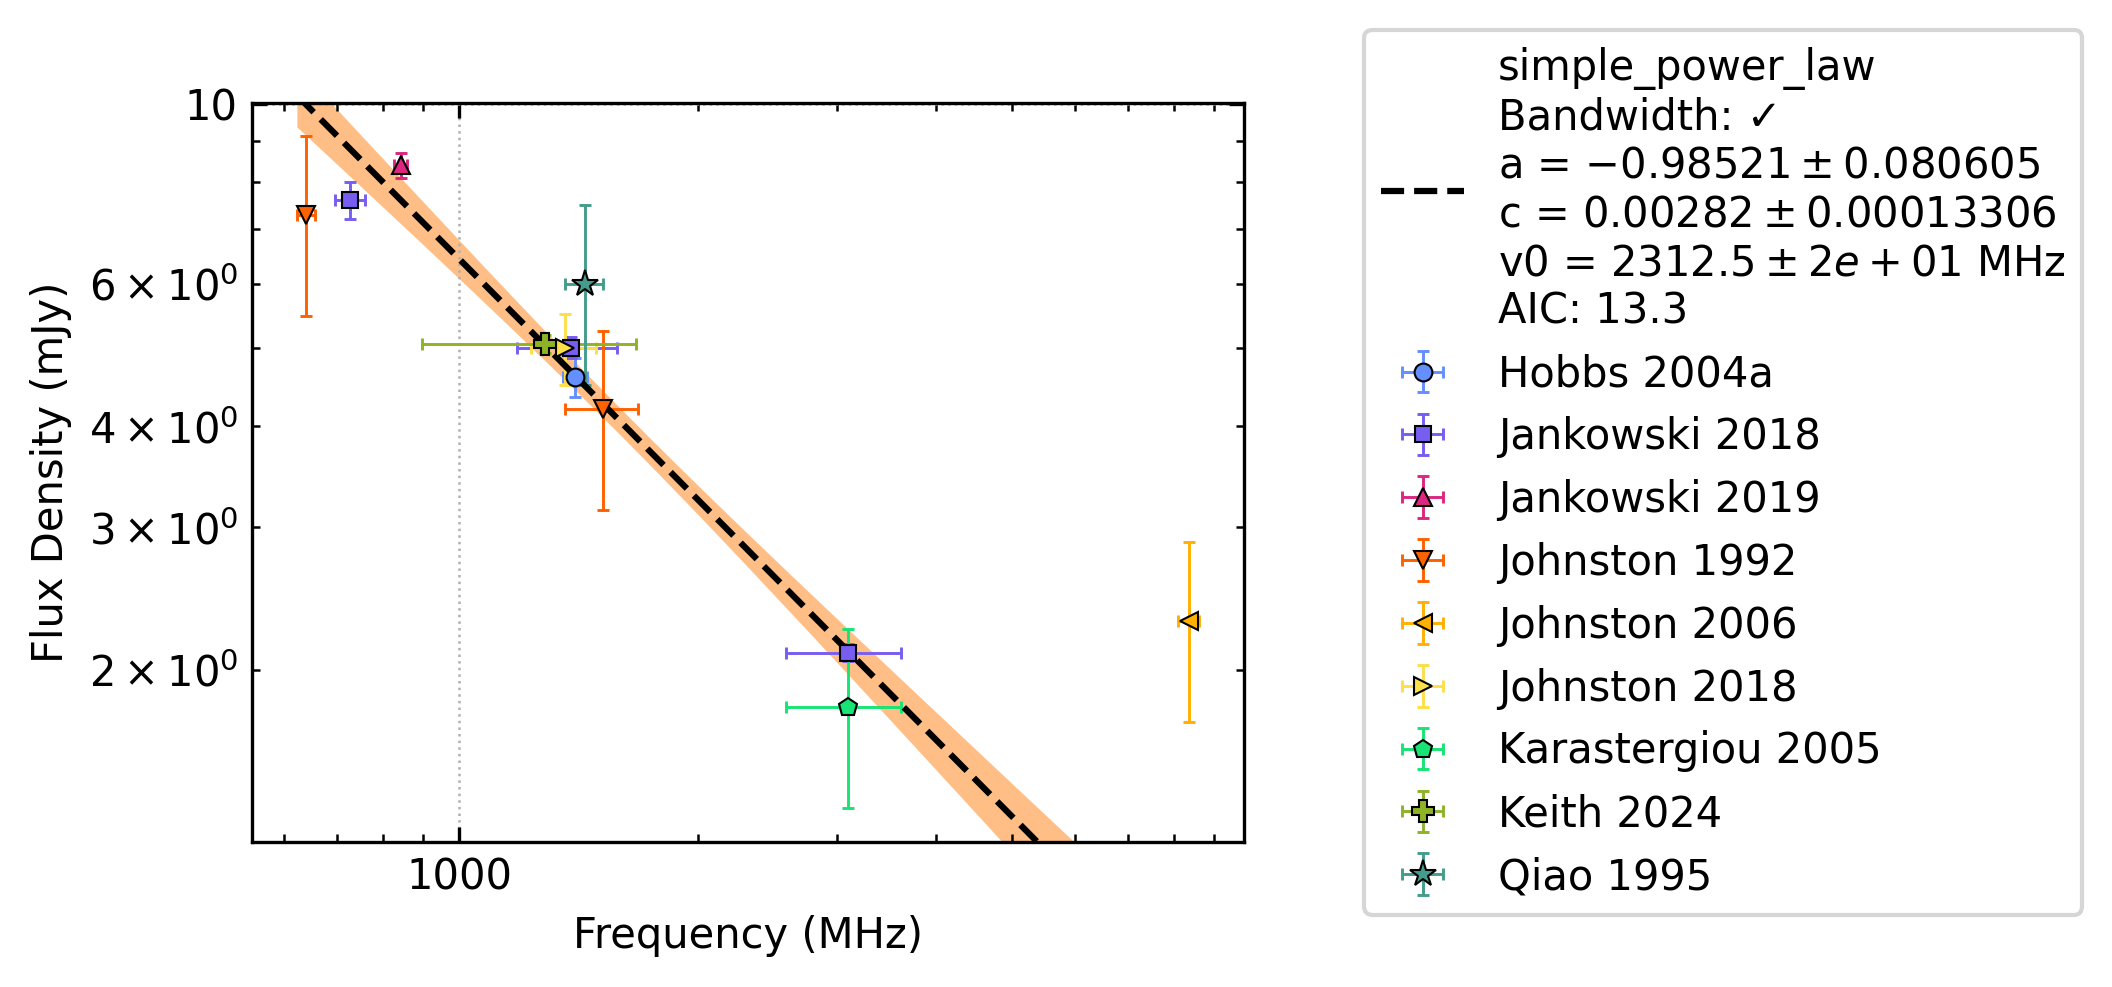 10
6 × 10⁰
4 × 10⁰
3 × 10⁰
2 × 10⁰
Flux Density (mJy)
1000
Frequency (MHz)
simple_power_law
Bandwidth: ✓
a = −0.98521 ± 0.080605
c = 0.00282 ± 0.00013306
v0 = 2312.5 ± 2e + 01 MHz
AIC: 13.3
Hobbs 2004a
Jankowski 2018
Jankowski 2019
Johnston 1992
Johnston 2006
Johnston 2018
Karastergiou 2005
Keith 2024
Qiao 1995